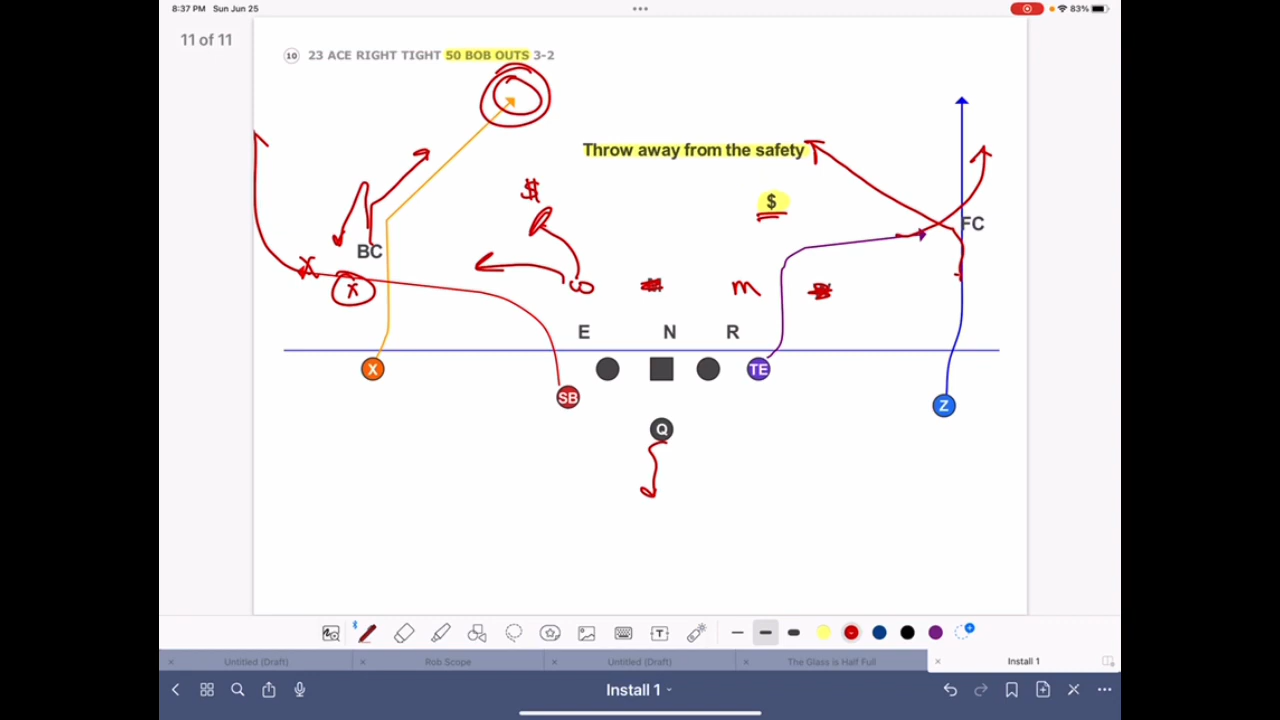 8:37 PM Sun Jun 25
83%
11 of 11
10 23 ACE RIGHT TIGHT 50 BOB OUTS 3-2
Throw away from the safety
$
$
FC
BC
X
X
m
E N R
X TE
SB Z
Q
T
Untitled (Draft) Rob Scope Untitled (Draft) The Glass is Half Full Install 1
Install 1